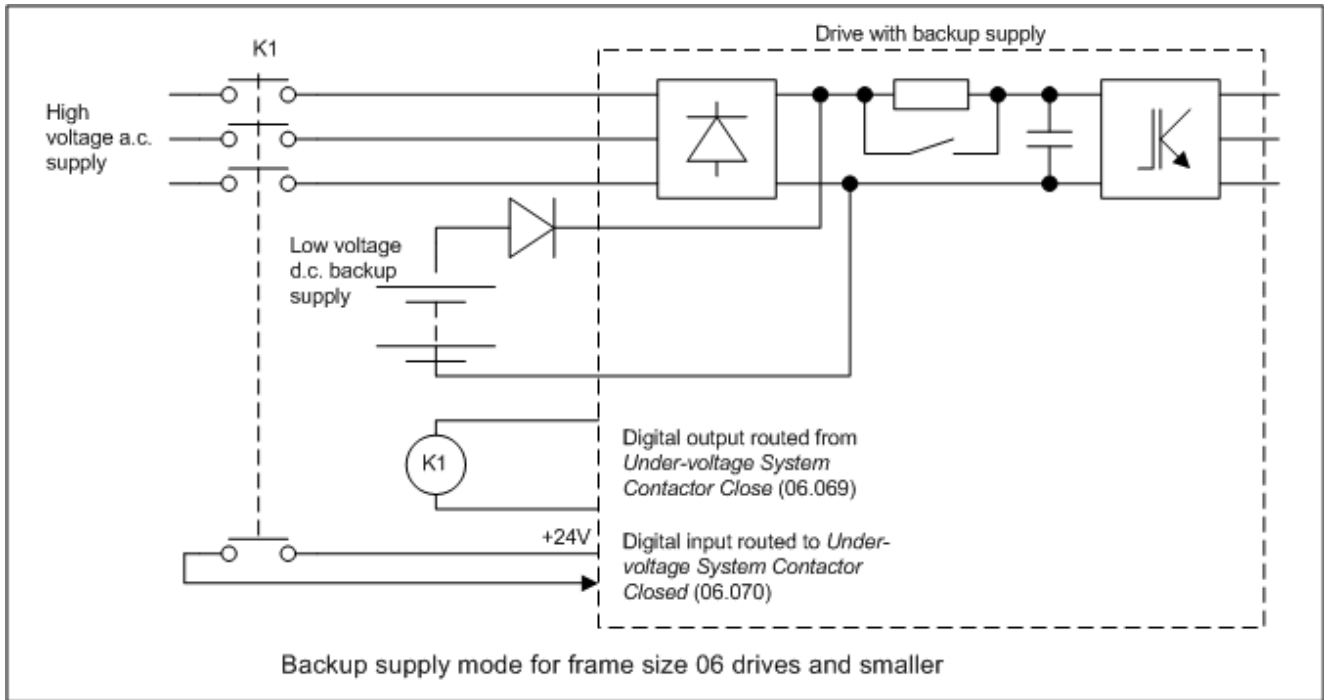 Drive with backup supply
K1
High
voltage a.c.
supply
Low voltage
d.c. backup
supply
K1
Digital output routed from
Under-voltage System
Contactor Close (06.069)
+24V
Digital input routed to Under-
voltage System Contactor
Closed (06.070)
Backup supply mode for frame size 06 drives and smaller